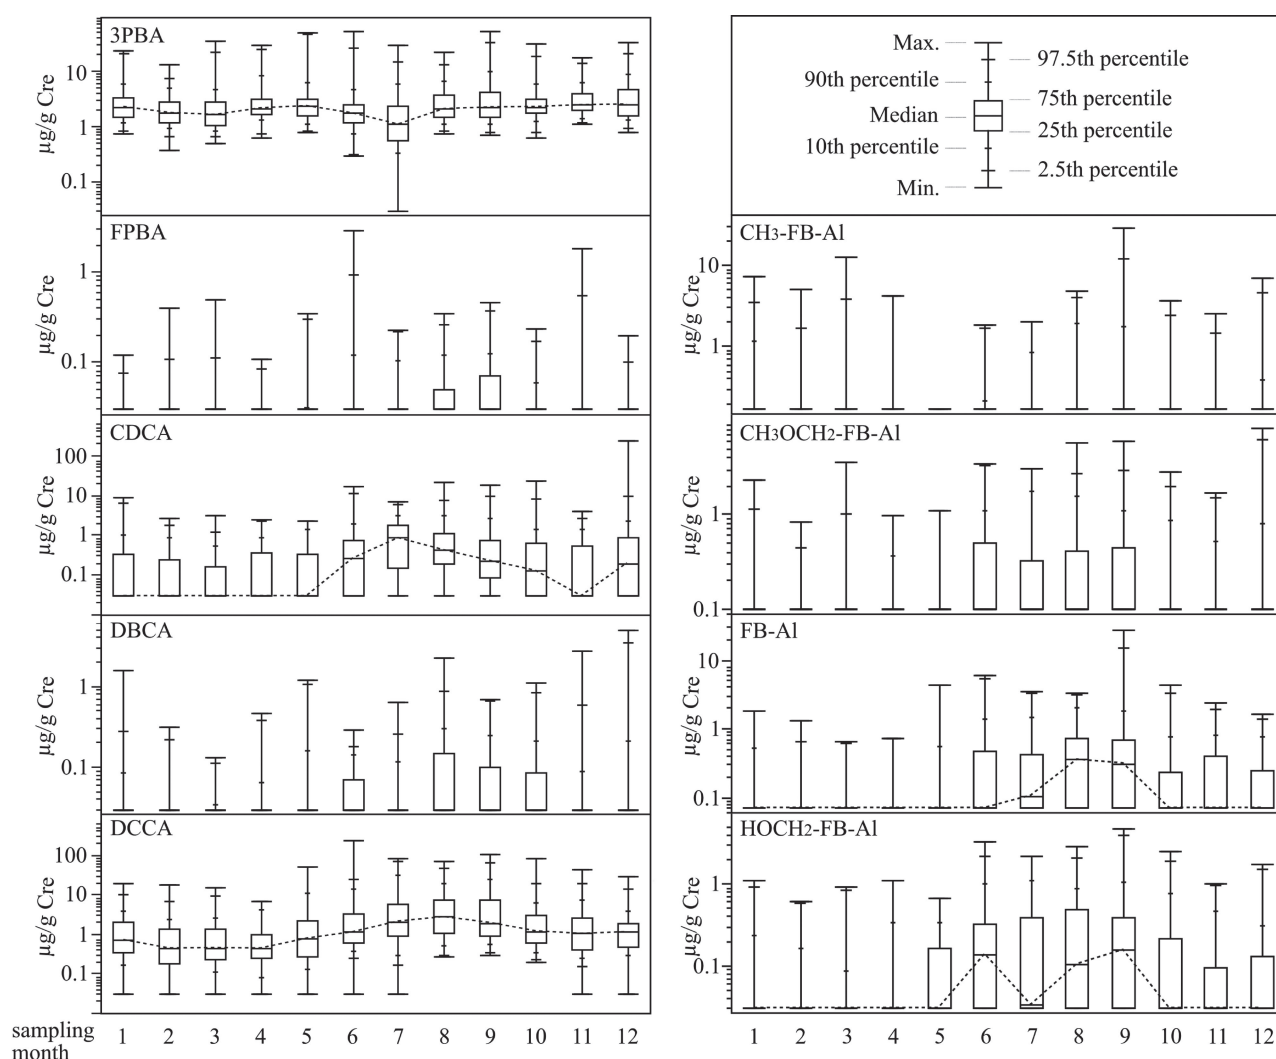 3PBA
10
1
0.1
µg/g Cre
FPBA
1
0.1
µg/g Cre
CDCA
100
10
1
0.1
µg/g Cre
DBCA
1
0.1
µg/g Cre
DCCA
100
10
1
0.1
µg/g Cre
sampling month
1 2 3 4 5 6 7 8 9 10 11 12
Max.
97.5th percentile
90th percentile
75th percentile
Median
25th percentile
10th percentile
2.5th percentile
Min.
CH3-FB-Al
10
1
µg/g Cre
CH3OCH2-FB-Al
1
0.1
µg/g Cre
FB-Al
10
1
0.1
µg/g Cre
HOCH2-FB-Al
1
0.1
µg/g Cre
1 2 3 4 5 6 7 8 9 10 11 12